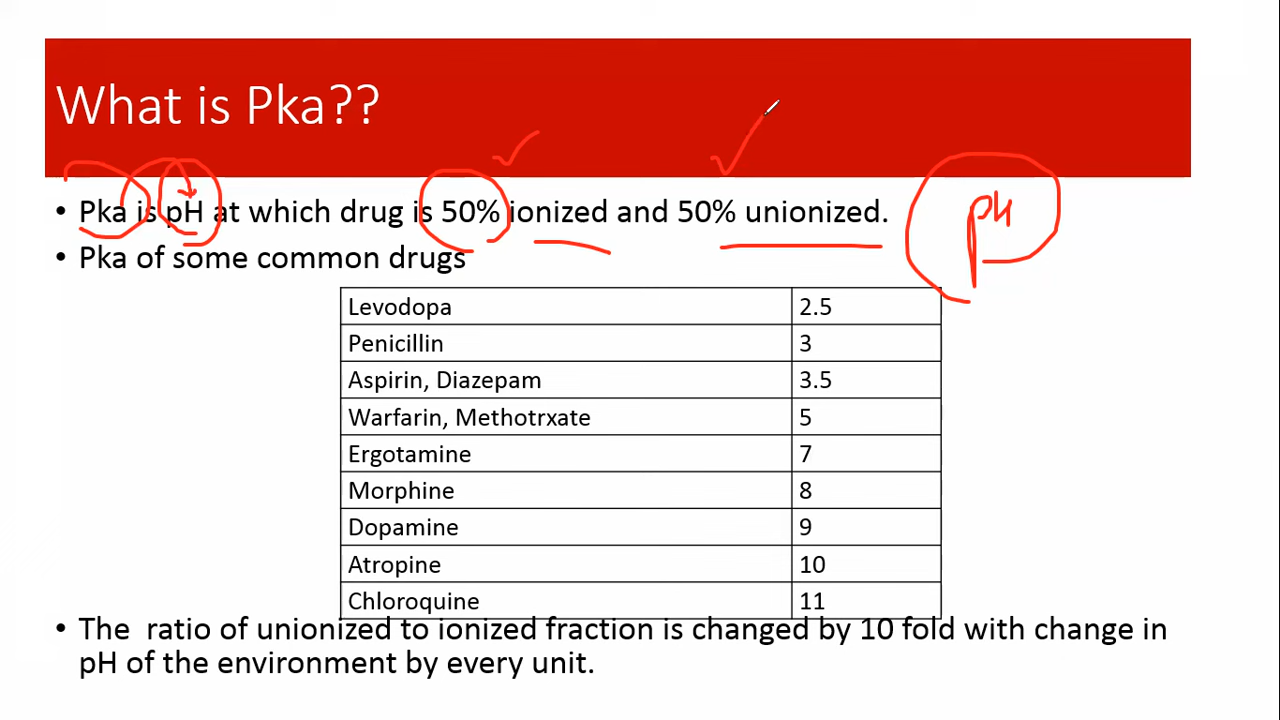 What is Pka??
• Pka is pH at which drug is 50% ionized and 50% unionized.
pH
• Pka of some common drugs
Levodopa 2.5
Penicillin 3
Aspirin, Diazepam 3.5
Warfarin, Methotrxate 5
Ergotamine 7
Morphine 8
Dopamine 9
Atropine 10
Chloroquine 11
• The ratio of unionized to ionized fraction is changed by 10 fold with change in
pH of the environment by every unit.